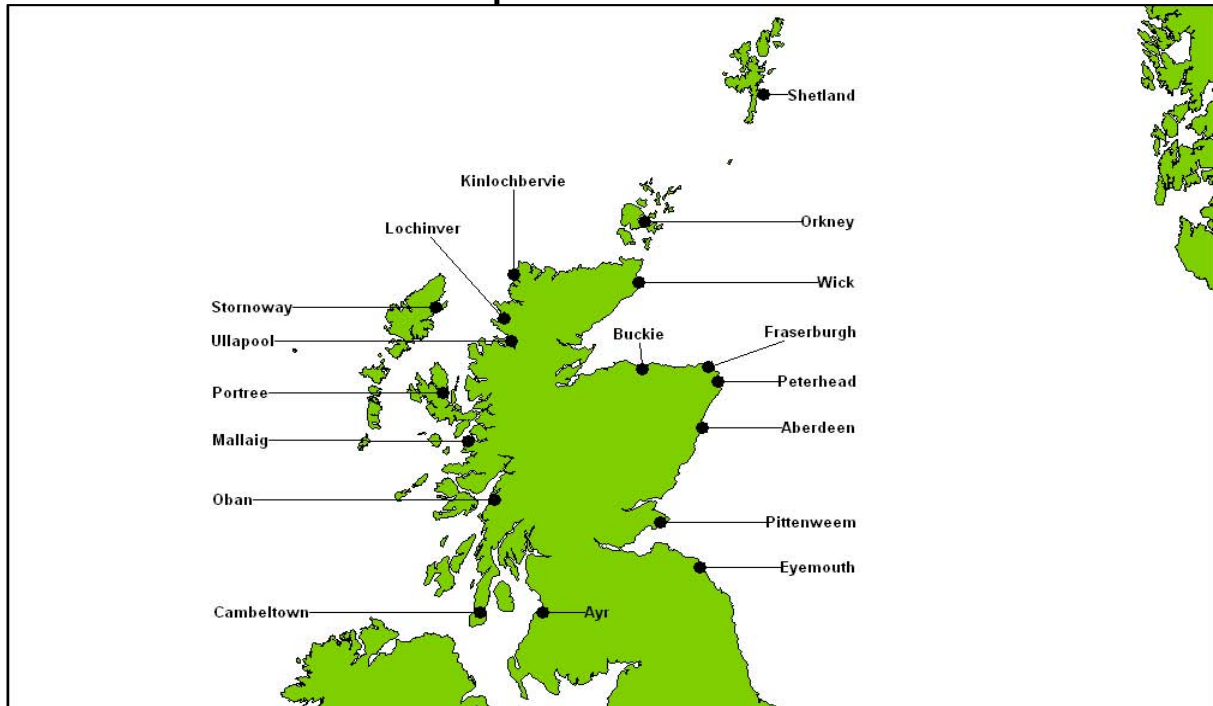 Shetland
Kinlochbervie
Orkney
Lochinver
Wick
Stornoway
Ullapool
Buckie
Fraserburgh
Portree
Peterhead
Aberdeen
Mallaig
Oban
Pittenweem
Eyemouth
Cambeltown
Ayr